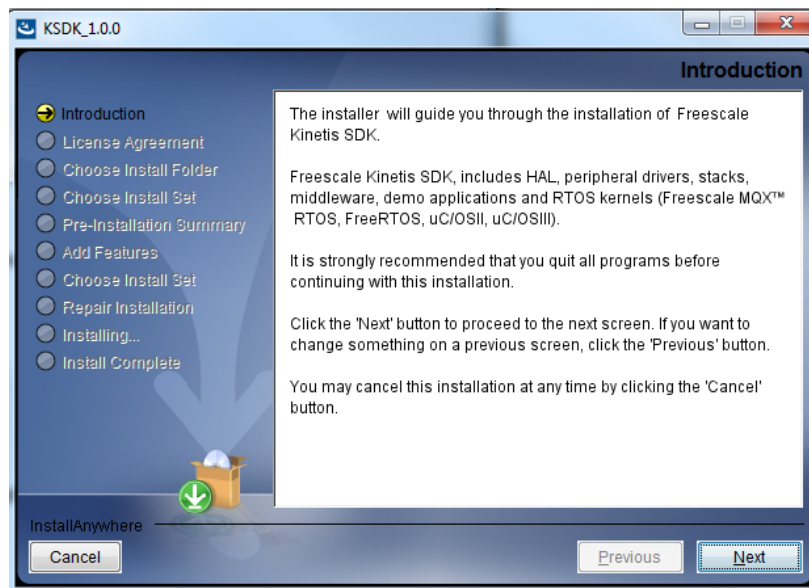 KSDK_1.0.0
Introduction
Introduction
License Agreement
Choose Install Folder
Choose Install Set
Pre-Installation Summary
Add Features
Choose Install Set
Repair Installation
Installing...
Install Complete
The installer will guide you through the installation of Freescale
Kinetis SDK.
Freescale Kinetis SDK, includes HAL, peripheral drivers, stacks,
middleware, demo applications and RTOS kernels (Freescale MQX™
RTOS, FreeRTOS, uC/OSII, uC/OSIII).
It is strongly recommended that you quit all programs before
continuing with this installation.
Click the 'Next' button to proceed to the next screen. If you want to
change something on a previous screen, click the 'Previous' button.
You may cancel this installation at any time by clicking the 'Cancel'
button.
InstallAnywhere
Cancel
Previous
Next